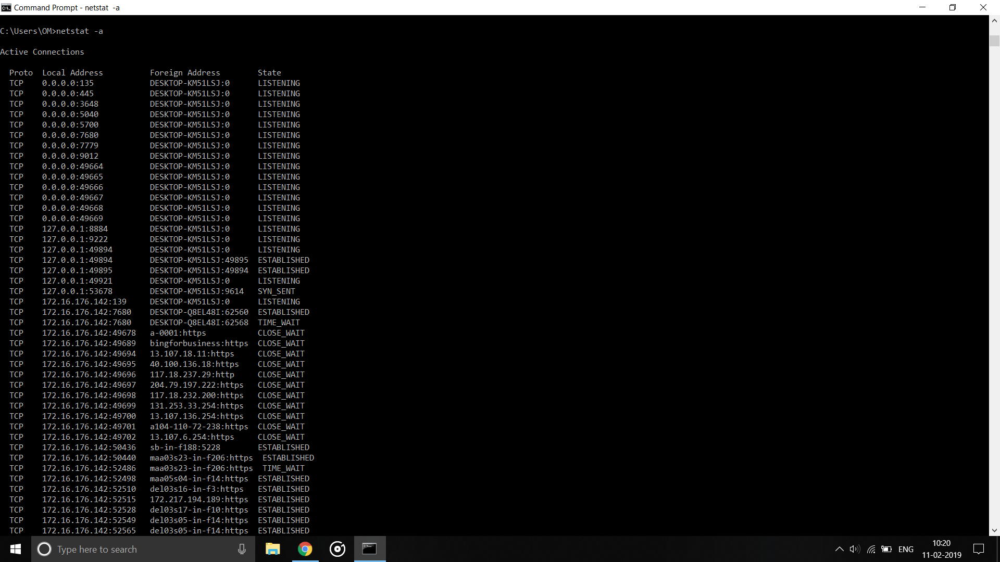 Command Prompt - netstat  -a
C:\Users\OM>netstat -a
Active Connections
  Proto  Local Address          Foreign Address        State
  TCP    0.0.0.0:135            DESKTOP-KM51LSJ:0      LISTENING
  TCP    0.0.0.0:445            DESKTOP-KM51LSJ:0      LISTENING
  TCP    0.0.0.0:3648           DESKTOP-KM51LSJ:0      LISTENING
  TCP    0.0.0.0:5040           DESKTOP-KM51LSJ:0      LISTENING
  TCP    0.0.0.0:5700           DESKTOP-KM51LSJ:0      LISTENING
  TCP    0.0.0.0:7680           DESKTOP-KM51LSJ:0      LISTENING
  TCP    0.0.0.0:7779           DESKTOP-KM51LSJ:0      LISTENING
  TCP    0.0.0.0:9012           DESKTOP-KM51LSJ:0      LISTENING
  TCP    0.0.0.0:49664          DESKTOP-KM51LSJ:0      LISTENING
  TCP    0.0.0.0:49665          DESKTOP-KM51LSJ:0      LISTENING
  TCP    0.0.0.0:49666          DESKTOP-KM51LSJ:0      LISTENING
  TCP    0.0.0.0:49667          DESKTOP-KM51LSJ:0      LISTENING
  TCP    0.0.0.0:49668          DESKTOP-KM51LSJ:0      LISTENING
  TCP    0.0.0.0:49669          DESKTOP-KM51LSJ:0      LISTENING
  TCP    127.0.0.1:8884         DESKTOP-KM51LSJ:0      LISTENING
  TCP    127.0.0.1:9222         DESKTOP-KM51LSJ:0      LISTENING
  TCP    127.0.0.1:49894        DESKTOP-KM51LSJ:0      LISTENING
  TCP    127.0.0.1:49894        DESKTOP-KM51LSJ:49895  ESTABLISHED
  TCP    127.0.0.1:49895        DESKTOP-KM51LSJ:49894  ESTABLISHED
  TCP    127.0.0.1:49921        DESKTOP-KM51LSJ:0      LISTENING
  TCP    127.0.0.1:53678        DESKTOP-KM51LSJ:9614   SYN_SENT
  TCP    172.16.176.142:139     DESKTOP-KM51LSJ:0      LISTENING
  TCP    172.16.176.142:7680    DESKTOP-Q8EL48I:62560  ESTABLISHED
  TCP    172.16.176.142:7680    DESKTOP-Q8EL48I:62568  TIME_WAIT
  TCP    172.16.176.142:49678   a-0001:https           CLOSE_WAIT
  TCP    172.16.176.142:49689   bingforbusiness:https  CLOSE_WAIT
  TCP    172.16.176.142:49694   13.107.18.11:https     CLOSE_WAIT
  TCP    172.16.176.142:49695   40.100.136.18:https    CLOSE_WAIT
  TCP    172.16.176.142:49696   117.18.237.29:http     CLOSE_WAIT
  TCP    172.16.176.142:49697   204.79.197.222:https   CLOSE_WAIT
  TCP    172.16.176.142:49698   117.18.232.200:https   CLOSE_WAIT
  TCP    172.16.176.142:49699   131.253.33.254:https   CLOSE_WAIT
  TCP    172.16.176.142:49700   13.107.136.254:https   CLOSE_WAIT
  TCP    172.16.176.142:49701   a104-110-72-238:https  CLOSE_WAIT
  TCP    172.16.176.142:49702   13.107.6.254:https     CLOSE_WAIT
  TCP    172.16.176.142:50436   sb-in-f188:5228        ESTABLISHED
  TCP    172.16.176.142:50440   maa03s23-in-f206:https  ESTABLISHED
  TCP    172.16.176.142:52486   maa03s23-in-f206:https  TIME_WAIT
  TCP    172.16.176.142:52498   maa05s04-in-f14:https  ESTABLISHED
  TCP    172.16.176.142:52510   del03s16-in-f3:https   ESTABLISHED
  TCP    172.16.176.142:52515   172.217.194.189:https  ESTABLISHED
  TCP    172.16.176.142:52528   del03s17-in-f10:https  ESTABLISHED
  TCP    172.16.176.142:52549   del03s05-in-f14:https  ESTABLISHED
  TCP    172.16.176.142:52565   del03s05-in-f14:https  ESTABLISHED
Type here to search
ENG
10:20
11-02-2019